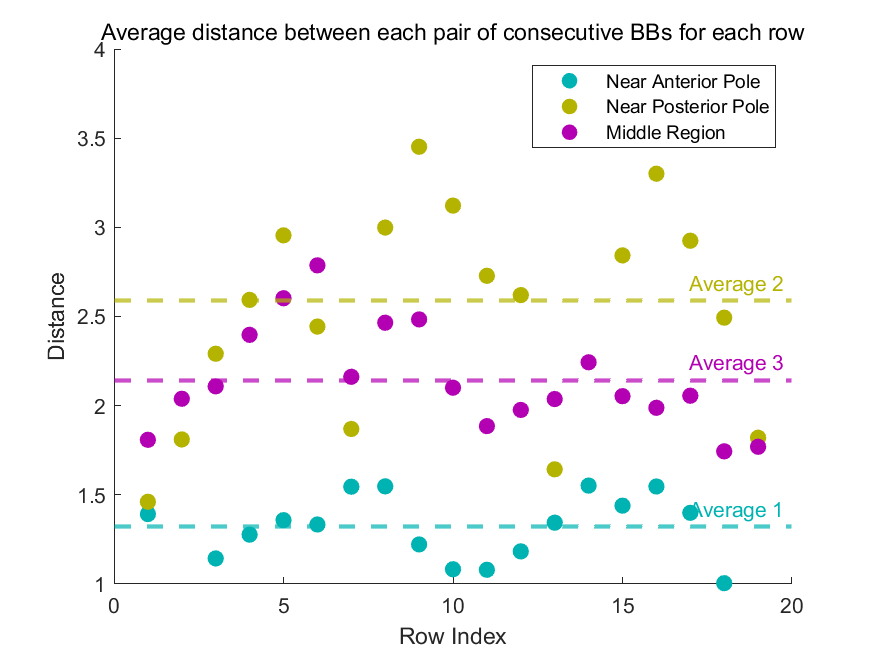 Average distance between each pair of consecutive BBs for each row
4
Near Anterior Pole
Near Posterior Pole
Middle Region
3.5
3
Average 2
2.5
Distance
Average 3
2
1.5
Average 1
1
0
5
10
15
20
Row Index